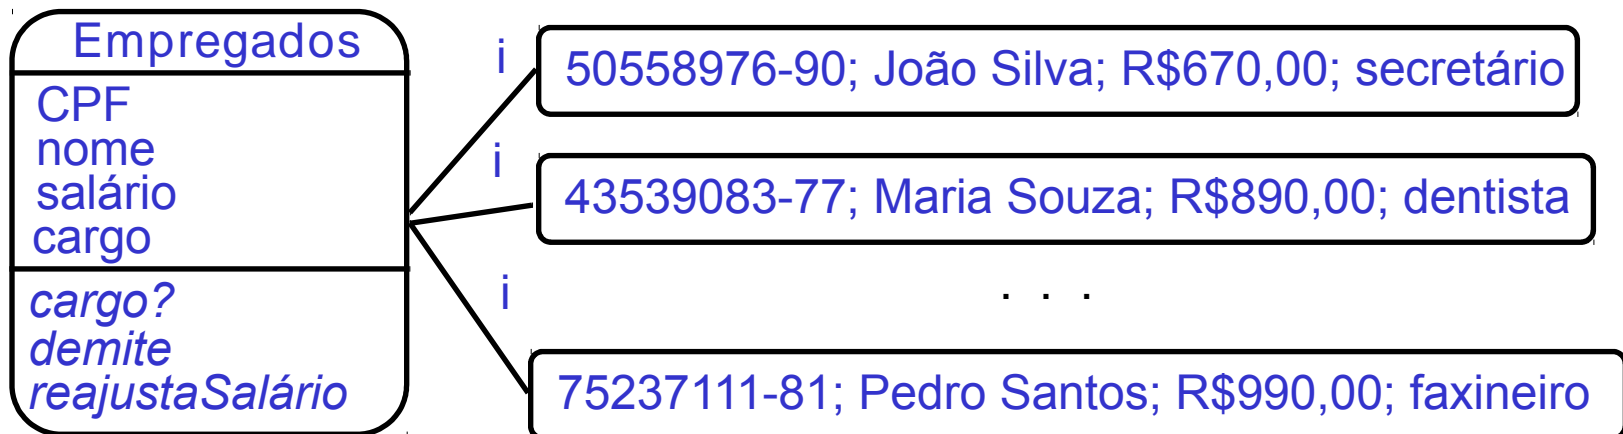 Empregados
CPF
nome
salário
cargo
cargo?
demite
reajustaSalário
i
50558976-90; João Silva; R$670,00; secretário
i
43539083-77; Maria Souza; R$890,00; dentista
i
. . .
75237111-81; Pedro Santos; R$990,00; faxineiro